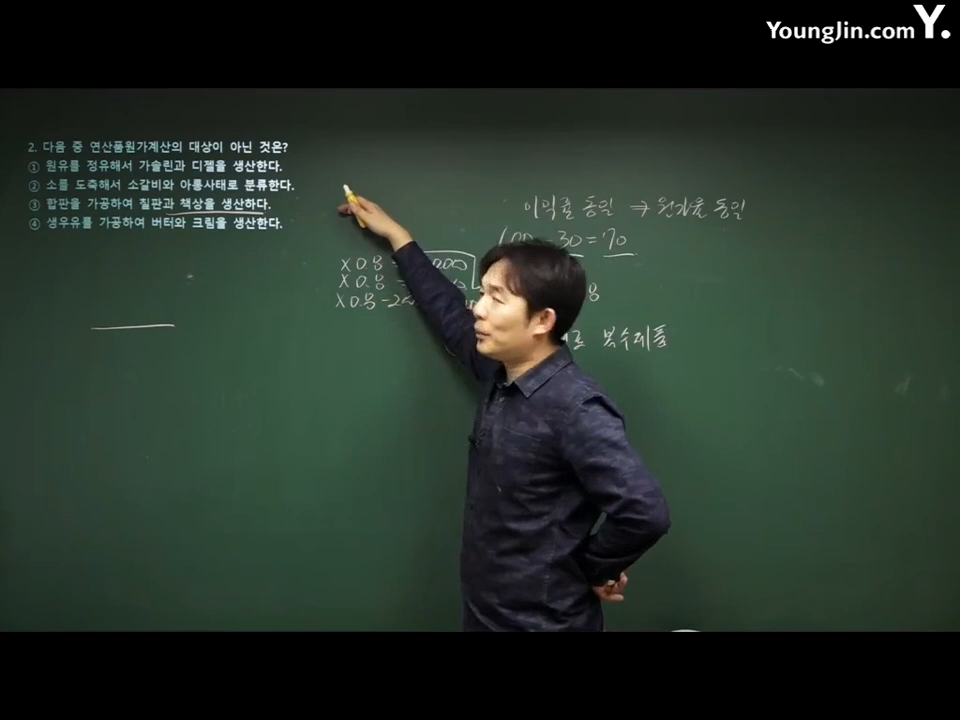 YoungJin.com Y.
2. 다음 중 연산품원가계산의 대상이 아닌 것은?
① 원유를 정유해서 가솔린과 디젤을 생산한다.
② 소를 도축해서 소갈비와 아롱사태로 분류한다.
③ 합판을 가공하여 칠판과 책상을 생산하다.
④ 생우유를 가공하여 버터와 크림을 생산한다.
이익률 동일 ⇒ 원가율 동일
30 = 70
X 0.8
X 0.8
X 0.8